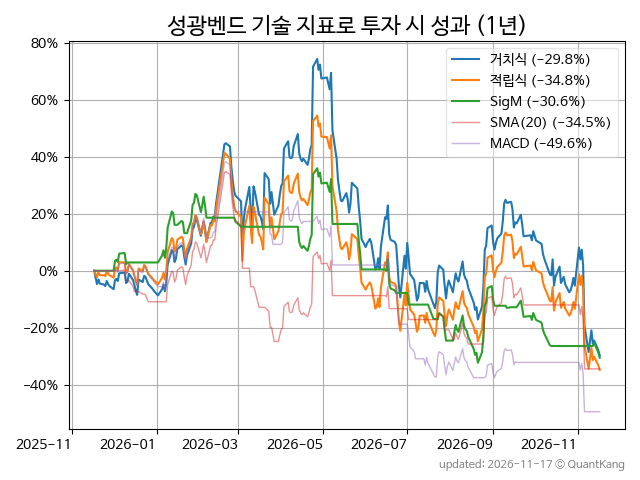 성광벤드 기술 지표로 투자 시 성과 (1년)
80%
60%
40%
20%
0%
−20%
−40%
거치식 (−29.8%)
적립식 (−34.8%)
SigM (−30.6%)
SMA(20) (−34.5%)
MACD (−49.6%)
2025-11
2026-01
2026-03
2026-05
2026-07
2026-09
2026-11
updated: 2026-11-17 © QuantKang